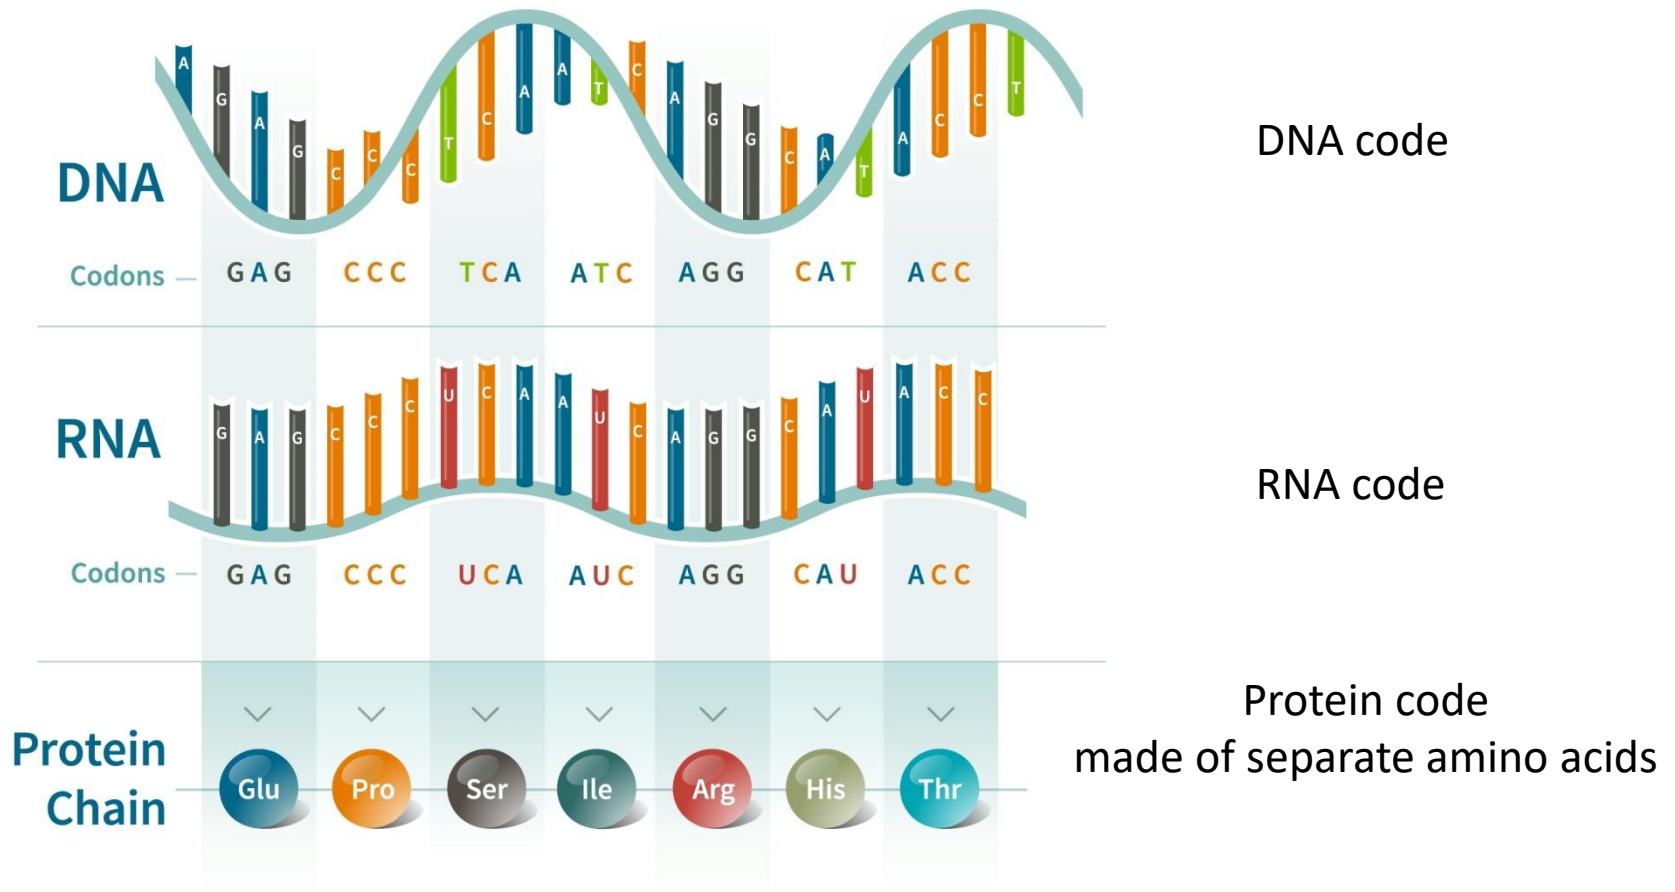 A G A G C C C T C A A T C A G G C A T A C C T
DNA
DNA code
Codons
GAG CCC TCA ATC AGG CAT ACC
G A G C C C U C A A U C A G G C A U A C C
RNA
RNA code
Codons
GAG CCC UCA AUC AGG CAU ACC
Protein
Chain
Glu Pro Ser Ile Arg His Thr
Protein code
made of separate amino acids